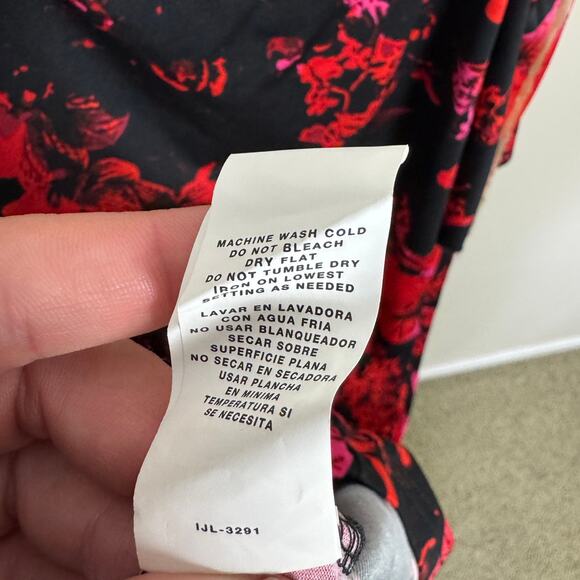 MACHINE WASH COLD
DO NOT BLEACH
DRY FLAT
DO NOT TUMBLE DRY
IRON ON LOWEST
SETTING AS NEEDED
LAVAR EN LAVADORA
CON AGUA FRIA
NO USAR BLANQUEADOR
SECAR SOBRE
SUPERFICIE PLANA
NO SECAR EN SECADORA
USAR PLANCHA
EN MINIMA
TEMPERATURA SI
SE NECESITA
IJL-3291